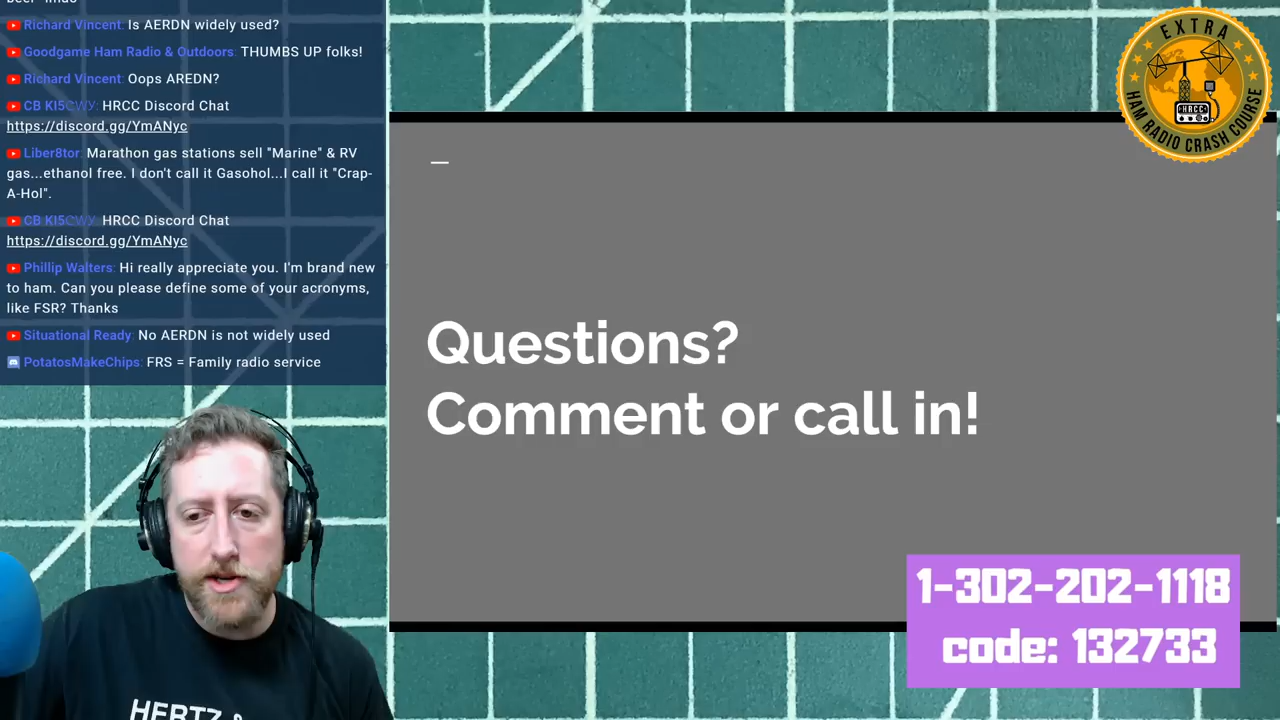 Richard Vincent: Is AERDN widely used?
Goodgame Ham Radio & Outdoors: THUMBS UP folks!
Richard Vincent: Oops AREDN?
CB KI5CWУ: HRCC Discord Chat
https://discord.gg/YmANyc
Liber8tor: Marathon gas stations sell "Marine" & RV
gas...ethanol free. I don't call it Gasohol...I call it "Crap-
A-Hol".
CB KI5CWУ: HRCC Discord Chat
https://discord.gg/YmANyc
Phillip Walters: Hi really appreciate you. I'm brand new
to ham. Can you please define some of your acronyms,
like FSR? Thanks
Situational Ready: No AERDN is not widely used
PotatosMakeChips: FRS = Family radio service
EXTRA
HAM RADIO CRASH COURSE
HRCC
Questions?
Comment or call in!
1-302-202-1118
code: 132733
HERTZ &